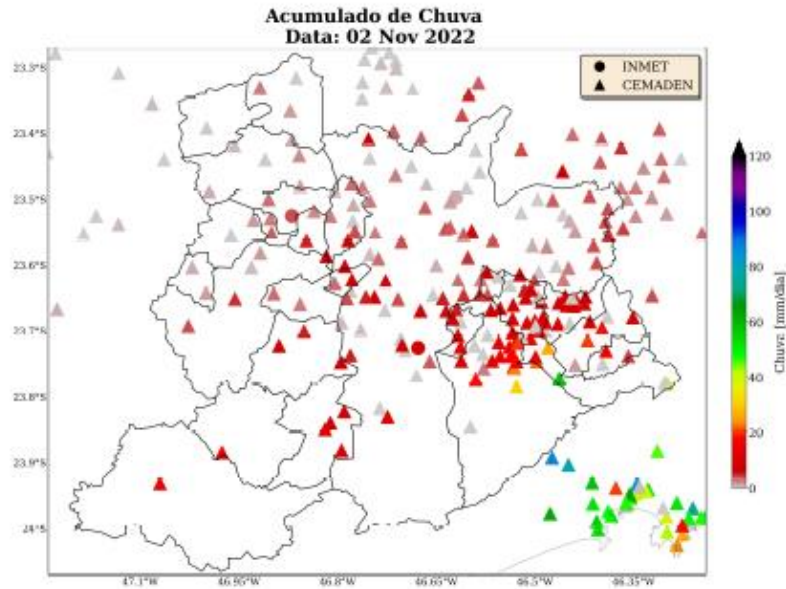 Acumulado de Chuva
Data: 02 Nov 2022
INMET
CEMADEN
23.3°S
23.4°S
23.5°S
23.6°S
23.7°S
23.8°S
23.9°S
24°S
47.1°W
46.95°W
46.8°W
46.65°W
46.5°W
46.35°W
120
100
80
60
40
20
0
Chuva [mm/dia]